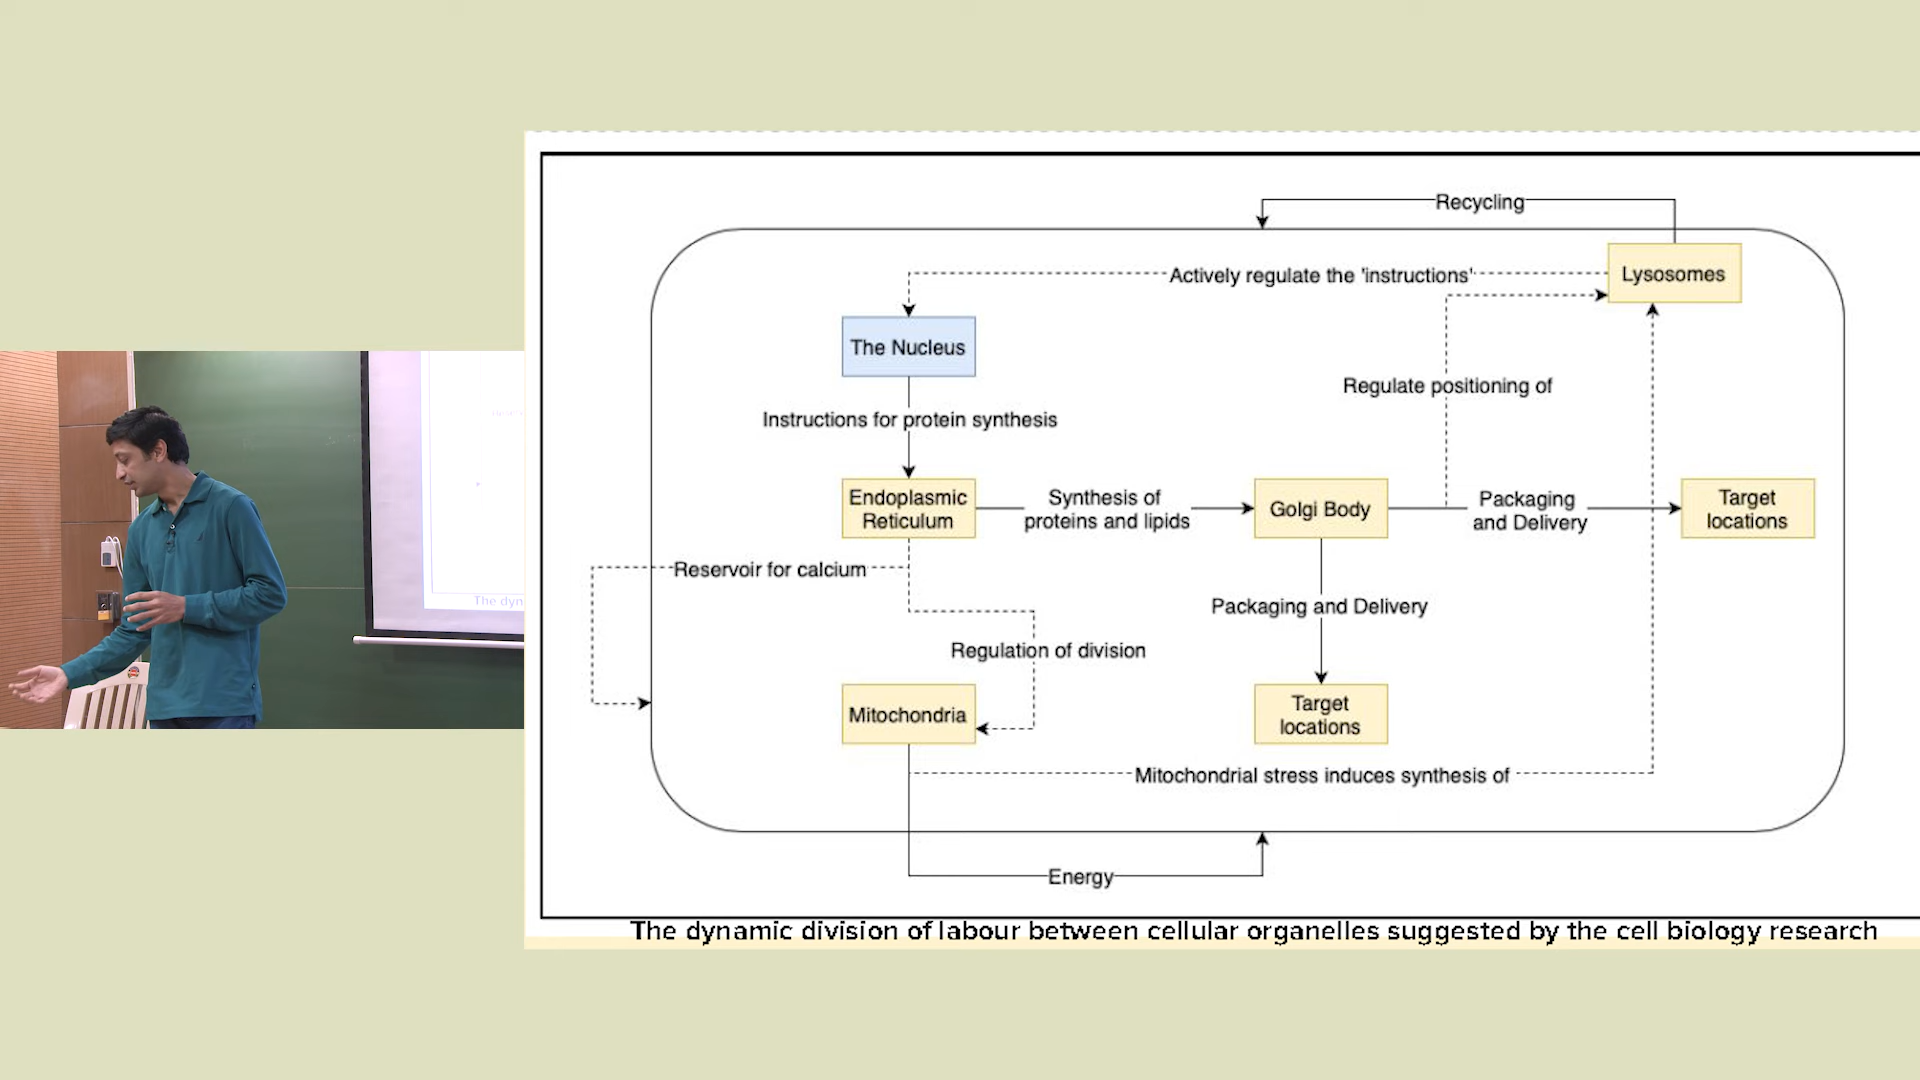 Recycling
Actively regulate the 'instructions'
Lysosomes
The Nucleus
Regulate positioning of
Instructions for protein synthesis
Endoplasmic
Reticulum
Synthesis of
proteins and lipids
Golgi Body
Packaging
and Delivery
Target
locations
Reservoir for calcium
Packaging and Delivery
Regulation of division
Mitochondria
Target
locations
Mitochondrial stress induces synthesis of
Energy
The dynamic division of labour between cellular organelles suggested by the cell biology research
The dyn